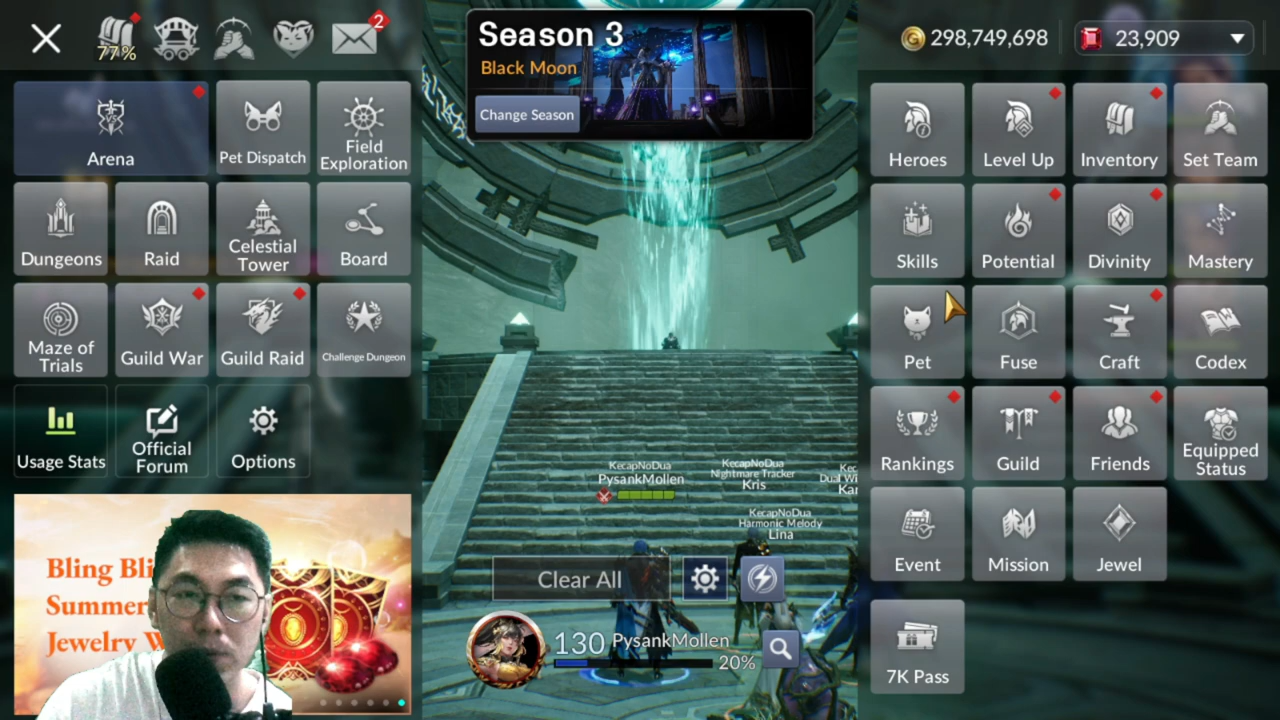 77%
2
Season 3
Black Moon
Change Season
298,749,698
23,909
Arena
Pet Dispatch
Field
Exploration
Dungeons
Raid
Celestial
Tower
Board
Maze of
Trials
Guild War
Guild Raid
Challenge Dungeon
Usage Stats
Official
Forum
Options
Bling Bli
Summer
Jewelry W
KecapNoDua
PysankMollen
KecapNoDua
Nightmare Tracker
Kris
Kec
Dual Wi
Kar
KecapNoDua
Harmonic Melody
Lina
Clear All
130 PysankMollen
20%
Heroes
Level Up
Inventory
Set Team
Skills
Potential
Divinity
Mastery
Pet
Fuse
Craft
Codex
Rankings
Guild
Friends
Equipped
Status
Event
Mission
Jewel
7K Pass